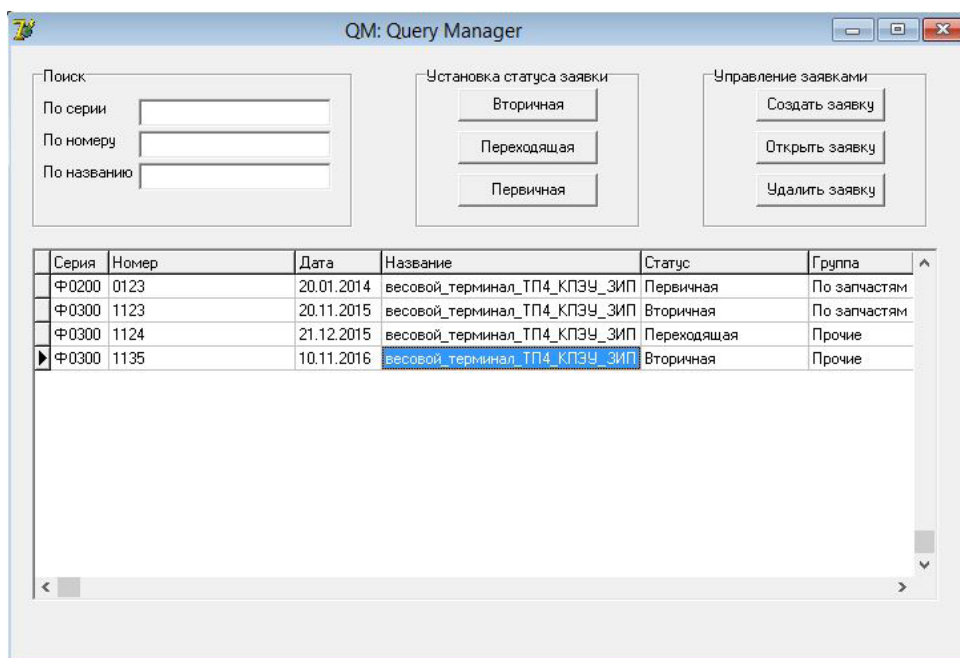 QM: Query Manager
Поиск
По серии
По номеру
По названию
Установка статуса заявки
Вторичная
Переходящая
Первичная
Управление заявками
Создать заявку
Открыть заявку
Удалить заявку
Серия Номер Дата Название Статус Группа
Ф0200 0123 20.01.2014 весовой_терминал_ТП4_КПЭУ_ЗИП Первичная По запчастям
Ф0300 1123 20.11.2015 весовой_терминал_ТП4_КПЭУ_ЗИП Вторичная По запчастям
Ф0300 1124 21.12.2015 весовой_терминал_ТП4_КПЭУ_ЗИП Переходящая Прочие
Ф0300 1135 10.11.2016 весовой_терминал_ТП4_КПЭУ_ЗИП Вторичная Прочие